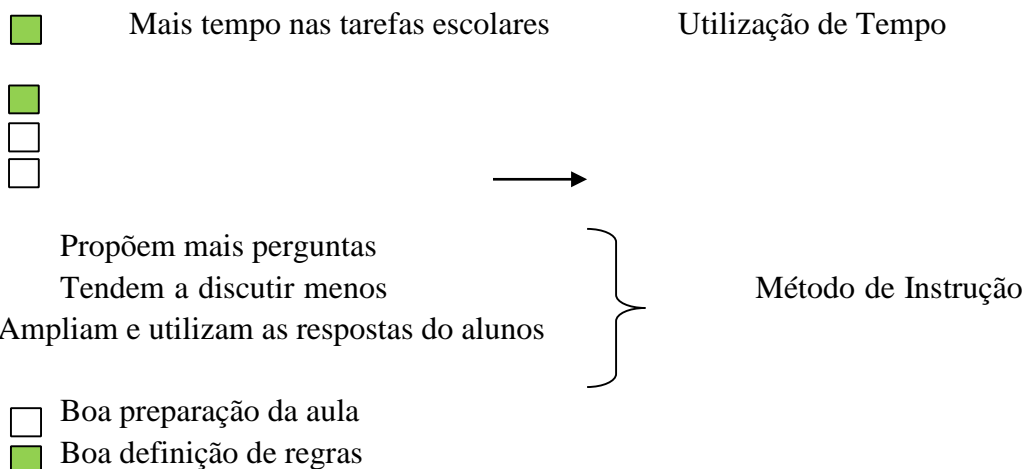 Mais tempo nas tarefas escolares Utilização de Tempo
Propõem mais perguntas
Tendem a discutir menos Método de Instrução
Ampliam e utilizam as respostas do alunos
Boa preparação da aula
Boa definição de regras